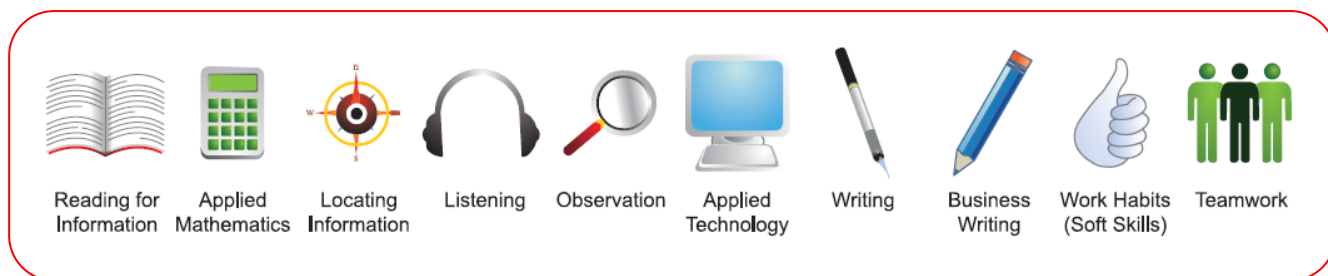 n
w
s
Reading for
Information
Applied
Mathematics
Locating
Information
Listening
Observation
Applied
Technology
Writing
Business
Writing
Work Habits
(Soft Skills)
Teamwork